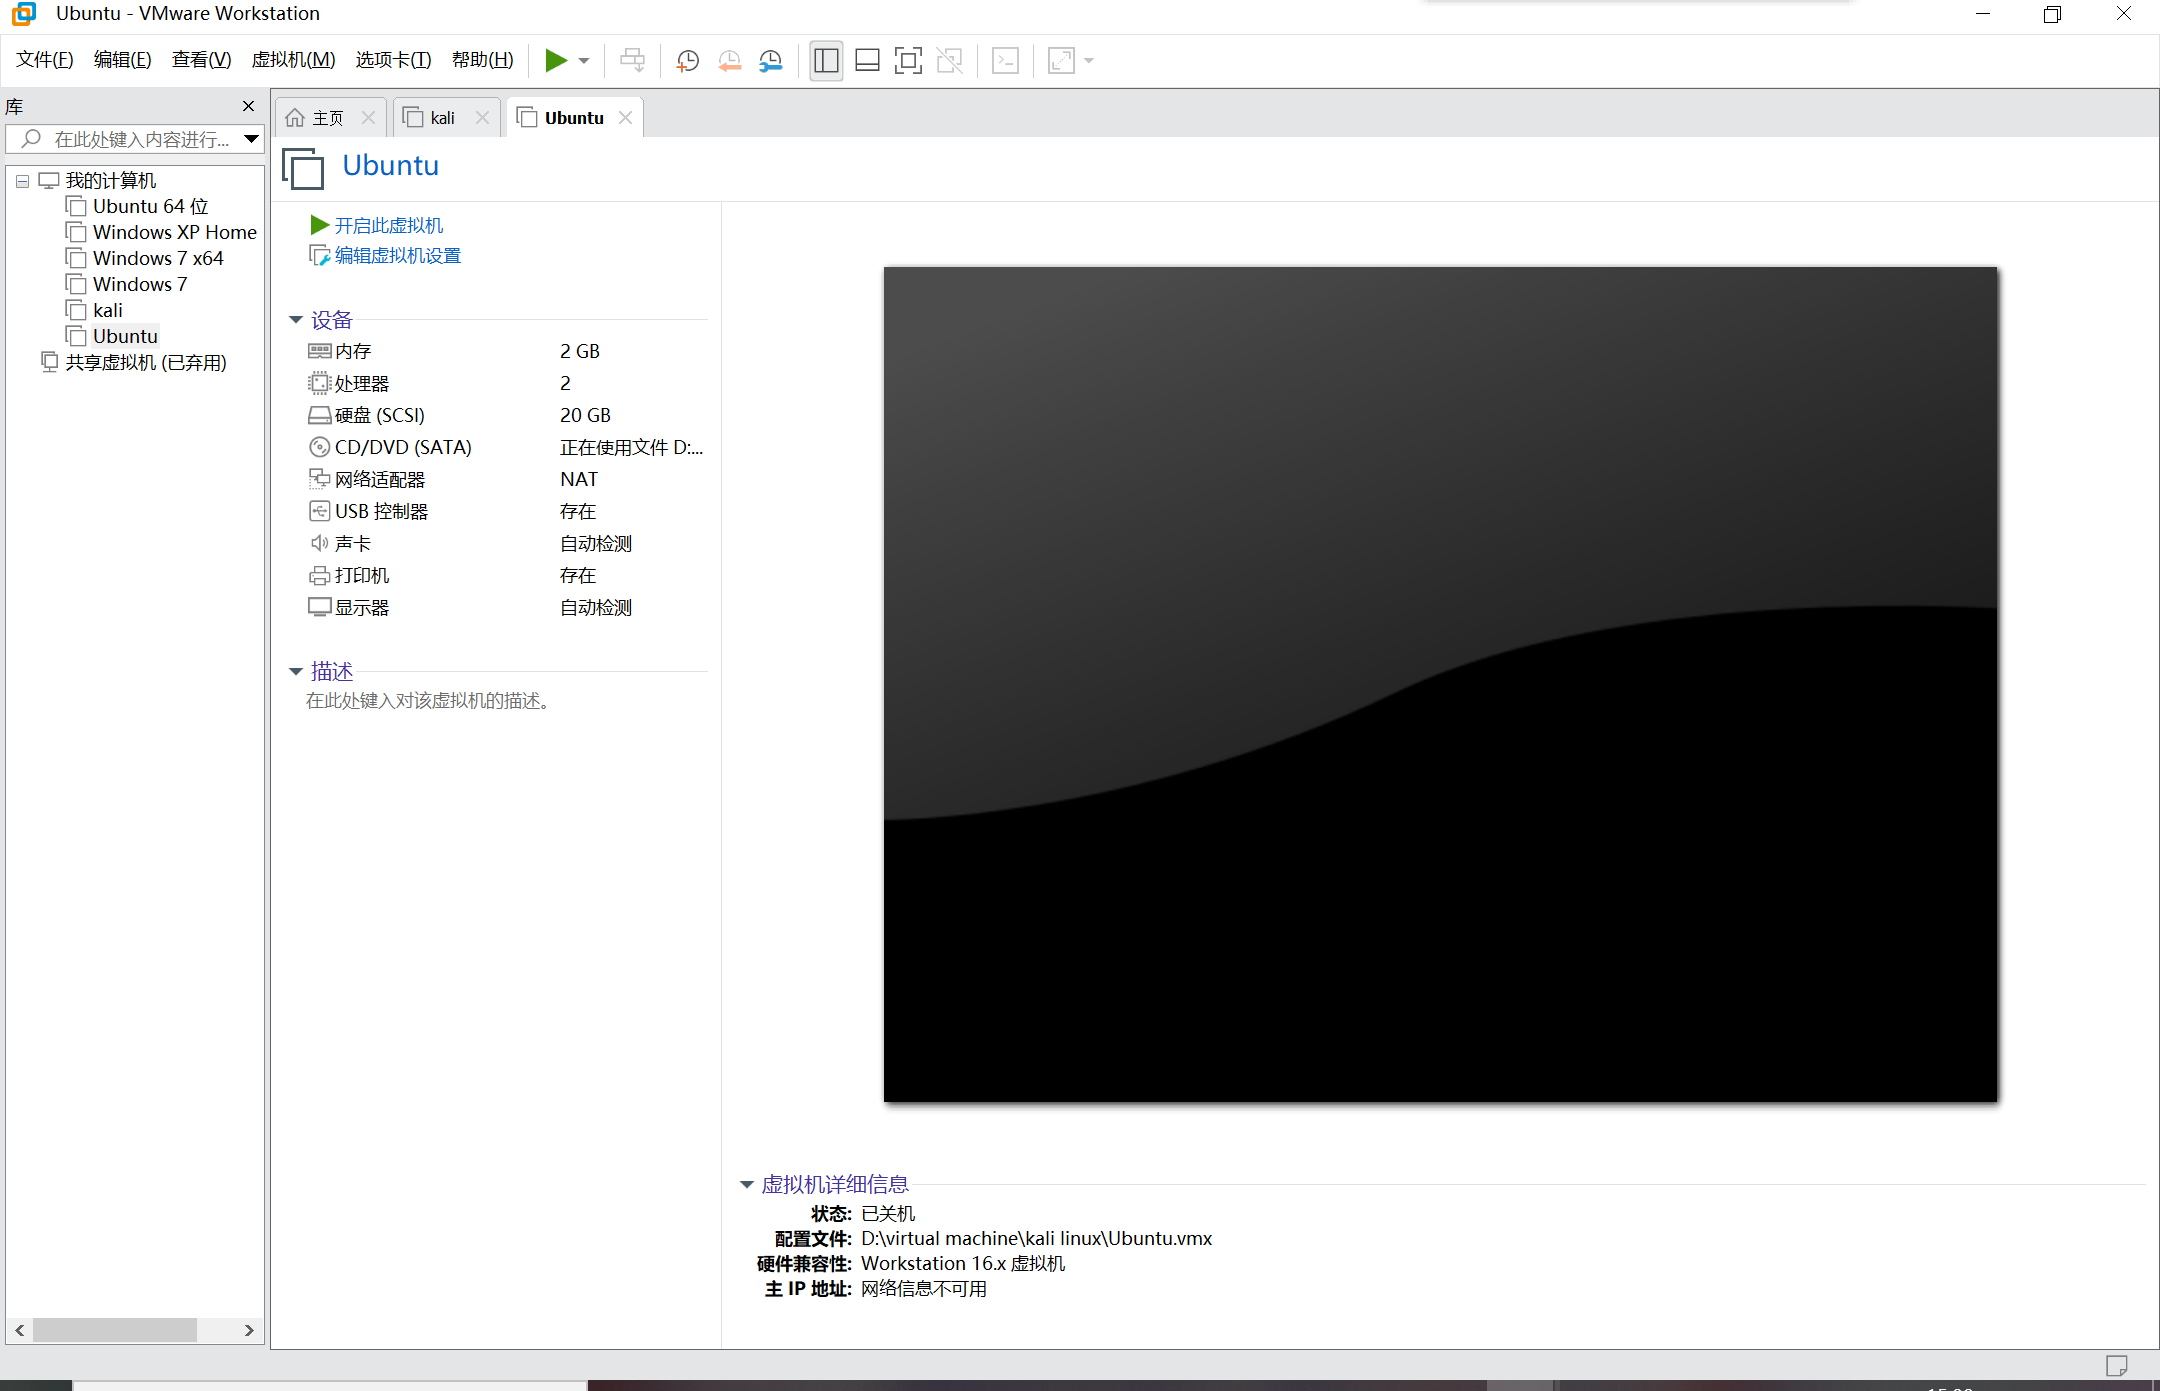 Ubuntu - VMware Workstation
文件(F) 编辑(E) 查看(V) 虚拟机(M) 选项卡(T) 帮助(H)
库
在此处键入内容进行...
我的计算机
Ubuntu 64 位
Windows XP Home
Windows 7 x64
Windows 7
kali
Ubuntu
共享虚拟机 (已弃用)
主页 kali Ubuntu
Ubuntu
开启此虚拟机
编辑虚拟机设置
设备
内存 2 GB
处理器 2
硬盘 (SCSI) 20 GB
CD/DVD (SATA) 正在使用文件 D:...
网络适配器 NAT
USB 控制器 存在
声卡 自动检测
打印机 存在
显示器 自动检测
描述
在此处键入对该虚拟机的描述。
虚拟机详细信息
状态: 已关机
配置文件: D:\virtual machine\kali linux\Ubuntu.vmx
硬件兼容性: Workstation 16.x 虚拟机
主 IP 地址: 网络信息不可用